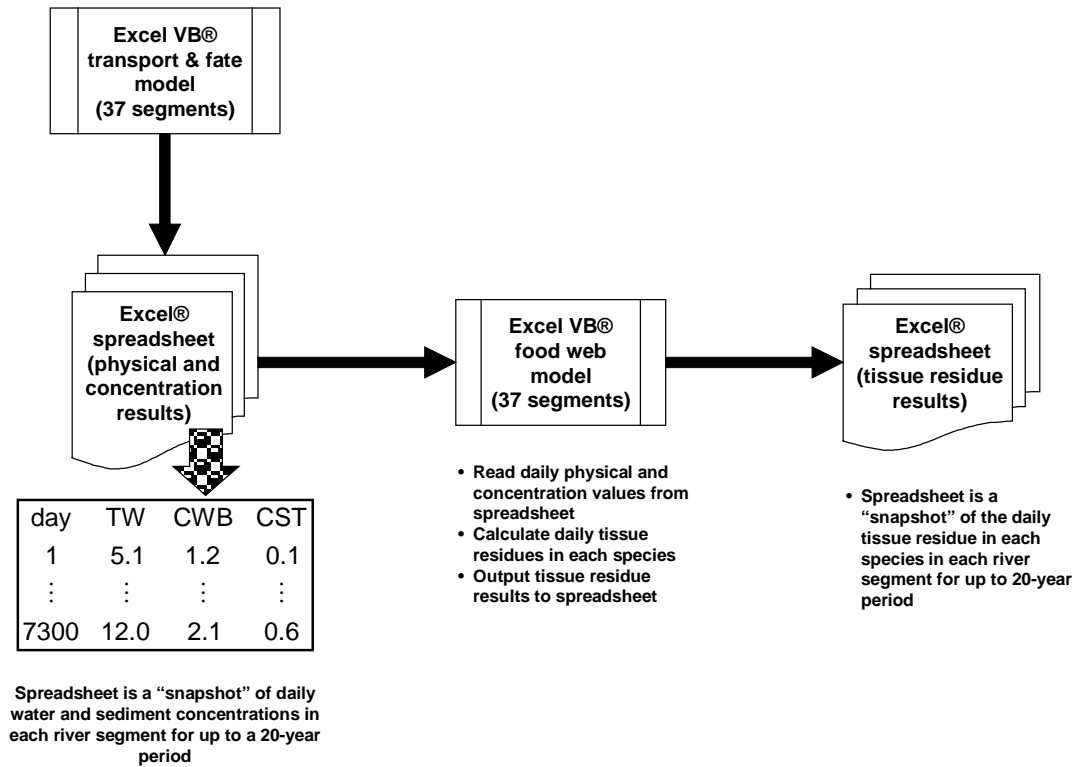 Excel VB®
transport & fate
model
(37 segments)
Excel®
spreadsheet
(physical and
concentration
results)
Excel VB®
food web
model
(37 segments)
Excel®
spreadsheet
(tissue residue
results)
• Read daily physical and
concentration values from
spreadsheet
• Calculate daily tissue
residues in each species
• Output tissue residue
results to spreadsheet
• Spreadsheet is a
“snapshot” of the daily
tissue residue in each
species in each river
segment for up to 20-year
period
day TW CWB CST
1 5.1 1.2 0.1
⋮ ⋮ ⋮ ⋮
7300 12.0 2.1 0.6
Spreadsheet is a “snapshot” of daily
water and sediment concentrations in
each river segment for up to a 20-year
period